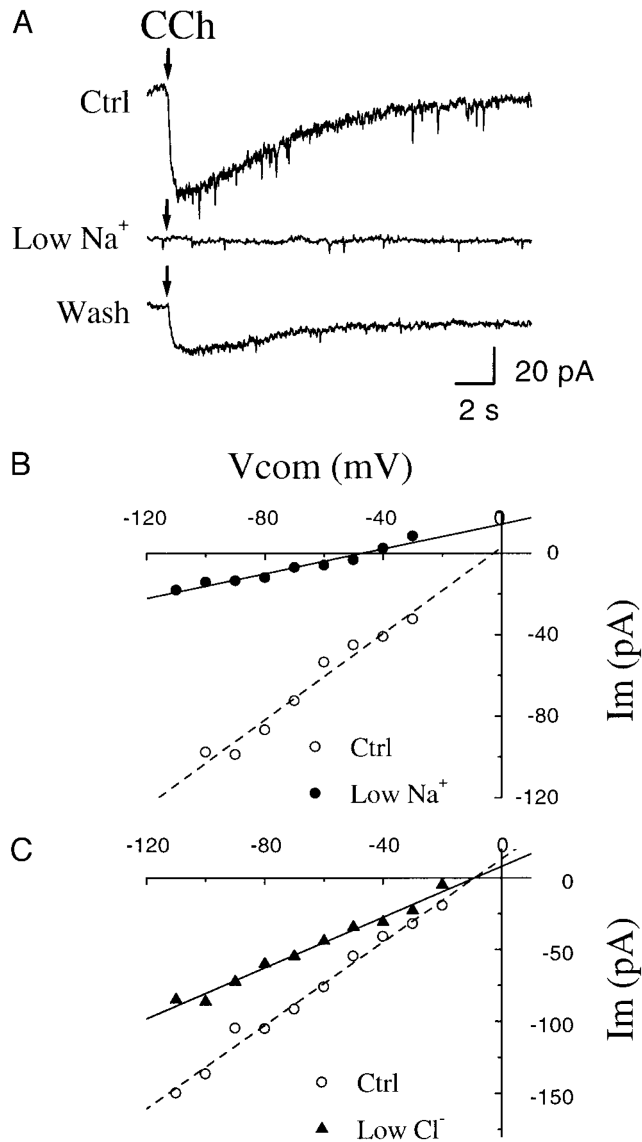 A
CCh
Ctrl
Low Na⁺
Wash
20 pA
2 s
B
Vcom (mV)
-120 -80 -40 0
0
-40
-80
-120
Im (pA)
Ctrl
Low Na⁺
C
-120 -80 -40 0
0
-50
-100
-150
Im (pA)
Ctrl
Low Cl⁻